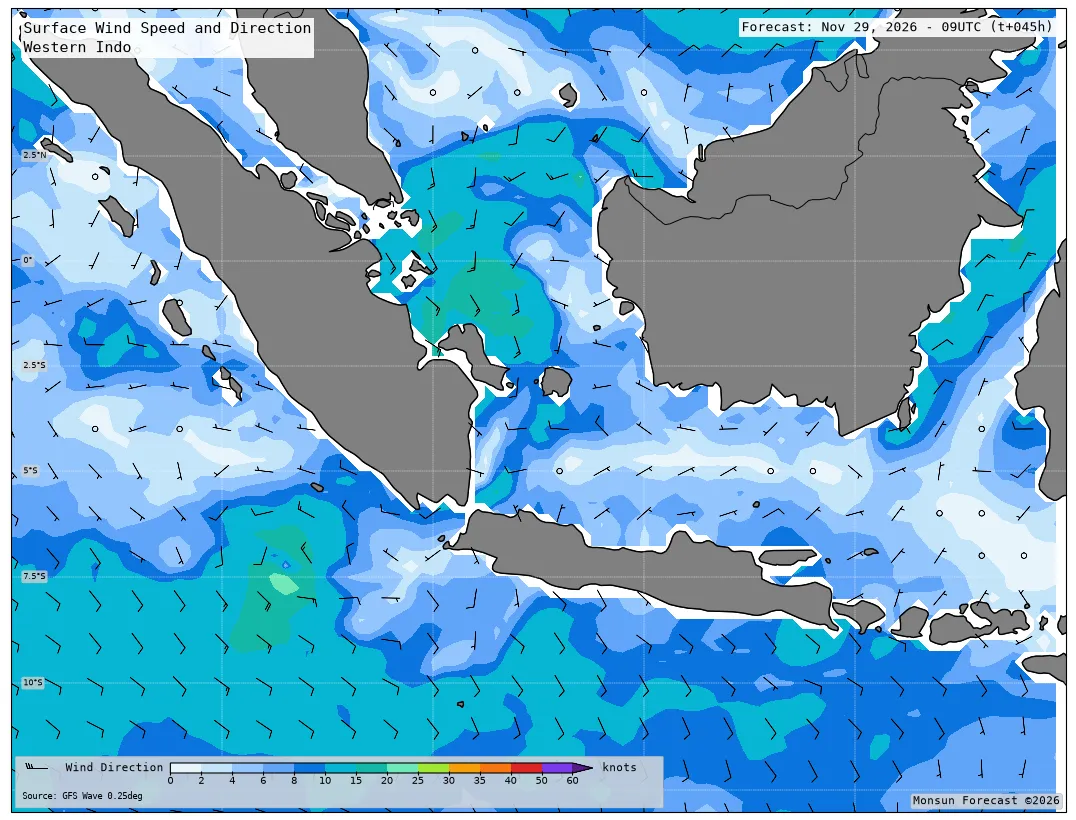 Surface Wind Speed and Direction
Western Indo
Forecast: Nov 29, 2026 - 09UTC (t+045h)
2.5°N
0°
2.5°S
5°S
7.5°S
10°S
Wind Direction
0 2 4 6 8 10 15 20 25 30 35 40 50 60
knots
Source: GFS Wave 0.25deg
Monsun Forecast ©2026